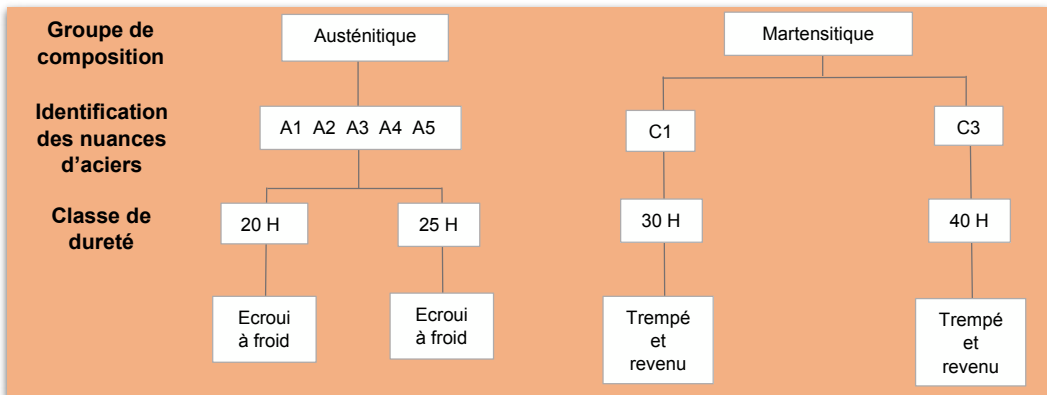 Groupe de
composition
Austénitique
Martensitique
Identification
des nuances
d'aciers
A1 A2 A3 A4 A5
C1
C3
Classe de
dureté
20 H
25 H
30 H
40 H
Ecroui
à froid
Ecroui
à froid
Trempé
et
revenu
Trempé
et
revenu